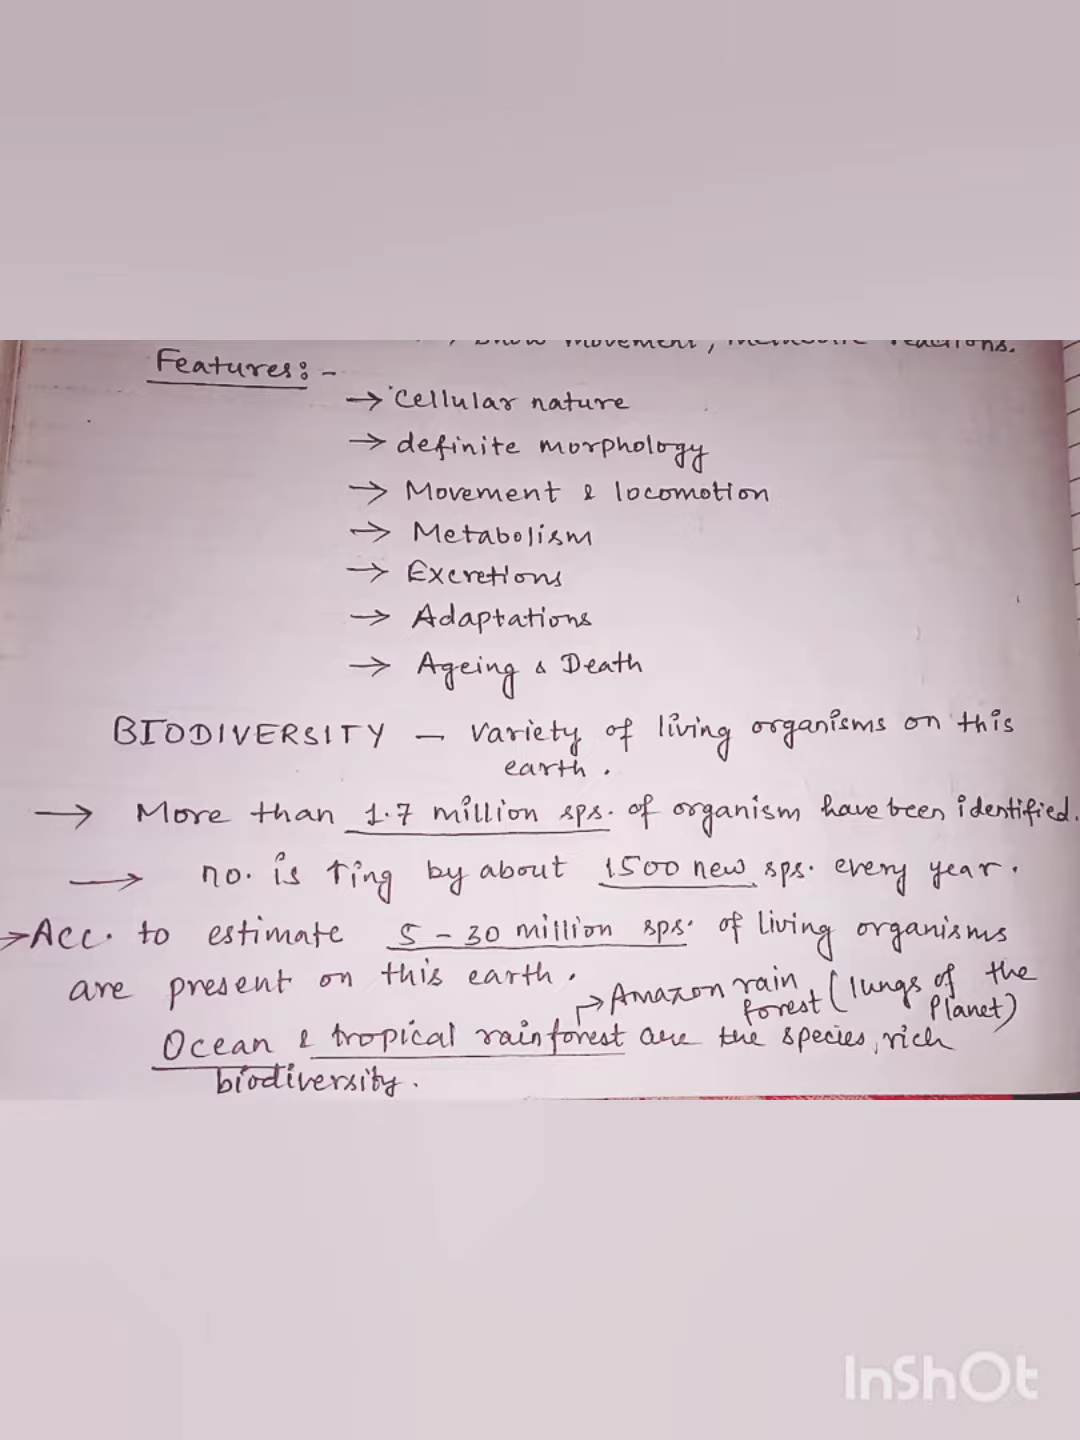 movement, reactions.
Features:-
→ Cellular nature
→ definite morphology
→ Movement & locomotion
→ Metabolism
→ Excretions
→ Adaptations
→ Ageing & Death
BIODIVERSITY - Variety of living organisms on this
earth.
→ More than 1.7 million sps. of organism have been identified.
→ no. is ↑ing by about 1500 new sps. every year.
→ Acc. to estimate 5-30 million sps. of living organisms
are present on this earth.
→ Amazon rain forest (lungs of the Planet)
Ocean & tropical rainforest are the species, rich
biodiversity.
InShOt